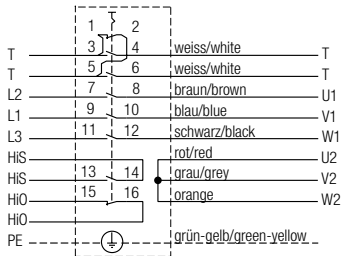 1 2
T 3 4 weiss/white T
T 5 6 weiss/white T
L2 7 8 braun/brown U1
L1 9 10 blau/blue V1
L3 11 12 schwarz/black W1
HiS rot/red U2
HiS 13 14 grau/grey V2
HiO 15 16 orange W2
HiO
PE grün-gelb/green-yellow